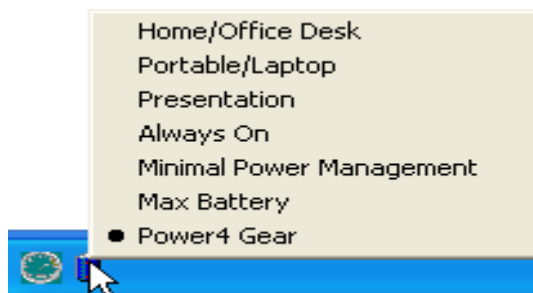 Home/Office Desk
Portable/Laptop
Presentation
Always On
Minimal Power Management
Max Battery
Power4 Gear